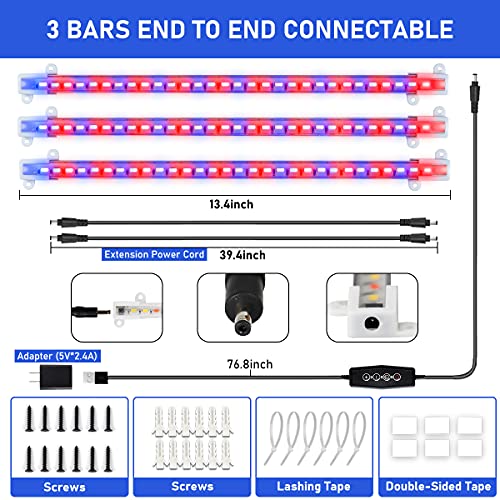 3 BARS END TO END CONNECTABLE
13.4inch
Extension Power Cord
39.4inch
Adapter (5V*2.4A)
76.8inch
Screws
Screws
Lashing Tape
Double-Sided Tape